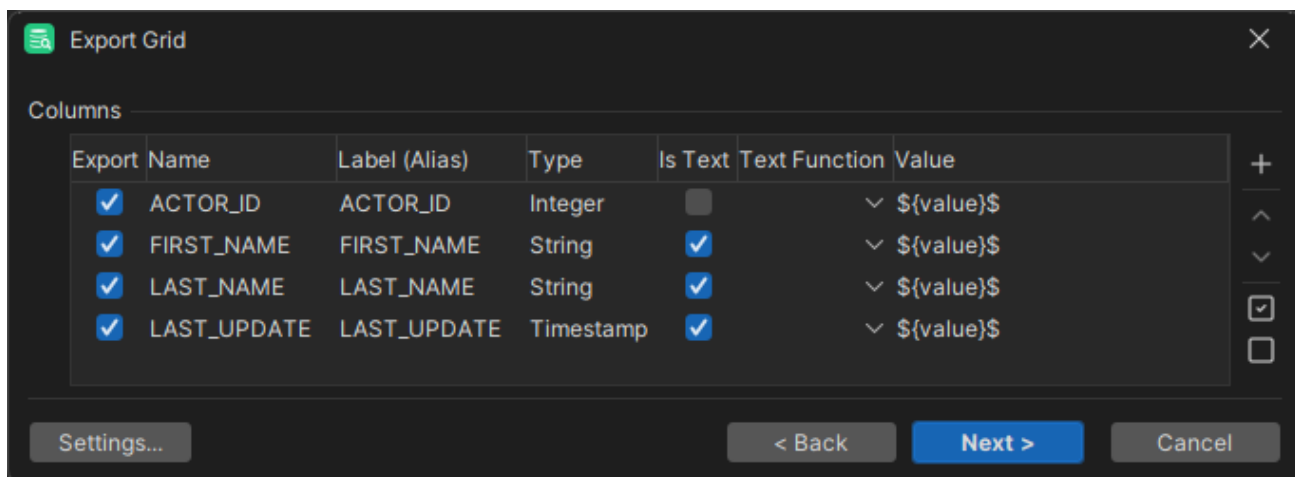 Export Grid
Columns
Export Name Label (Alias) Type Is Text Text Function Value
ACTOR_ID ACTOR_ID Integer ${value}$
FIRST_NAME FIRST_NAME String ${value}$
LAST_NAME LAST_NAME String ${value}$
LAST_UPDATE LAST_UPDATE Timestamp ${value}$
Settings... < Back Next > Cancel